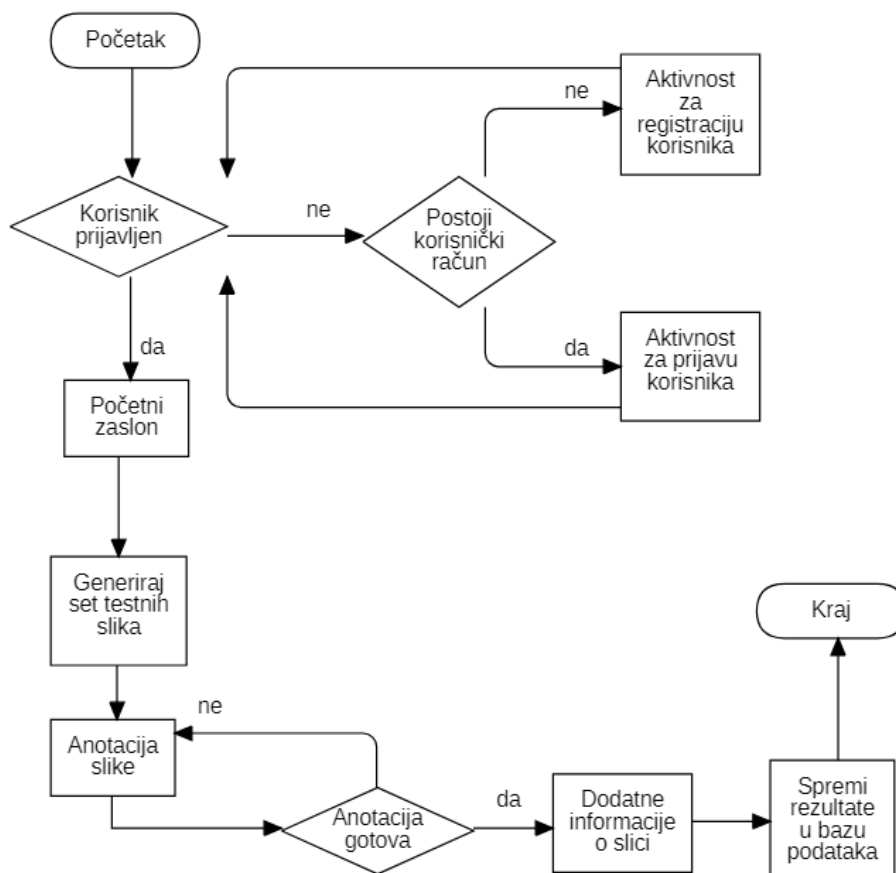 Početak
Aktivnost
za
registraciju
korisnika
ne
Korisnik
prijavljen
ne
Postoji
korisnički
račun
Aktivnost
za prijavu
korisnika
da
da
Početni
zaslon
Generiraj
set testnih
slika
Kraj
ne
Anotacija
slike
Anotacija
gotova
da
Dodatne
informacije
o slici
Spremi
rezultate
u bazu
podataka